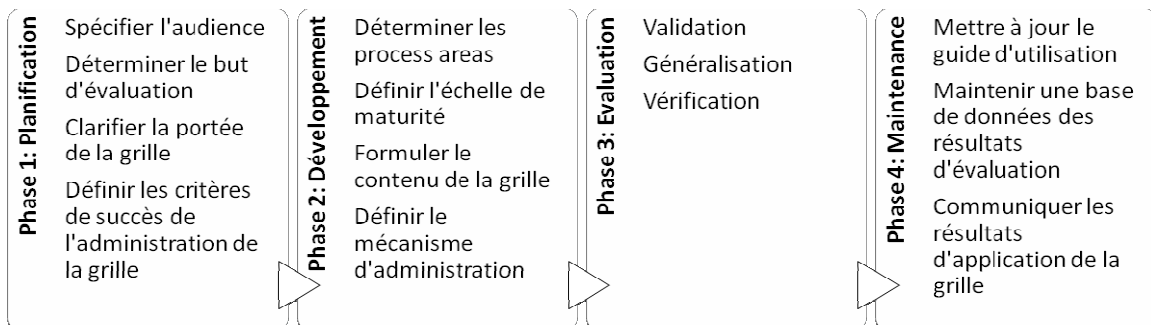 Phase 1: Planification
Spécifier l'audience
Déterminer le but
d'évaluation
Clarifier la portée
de la grille
Définir les critères
de succès de
l'administration de
la grille
Phase 2: Développement
Déterminer les
process areas
Définir l'échelle de
maturité
Formuler le
contenu de la grille
Définir le
mécanisme
d'administration
Phase 3: Evaluation
Validation
Généralisation
Vérification
Phase 4: Maintenance
Mettre à jour le
guide d'utilisation
Maintenir une base
de données des
résultats
d'évaluation
Communiquer les
résultats
d'application de la
grille